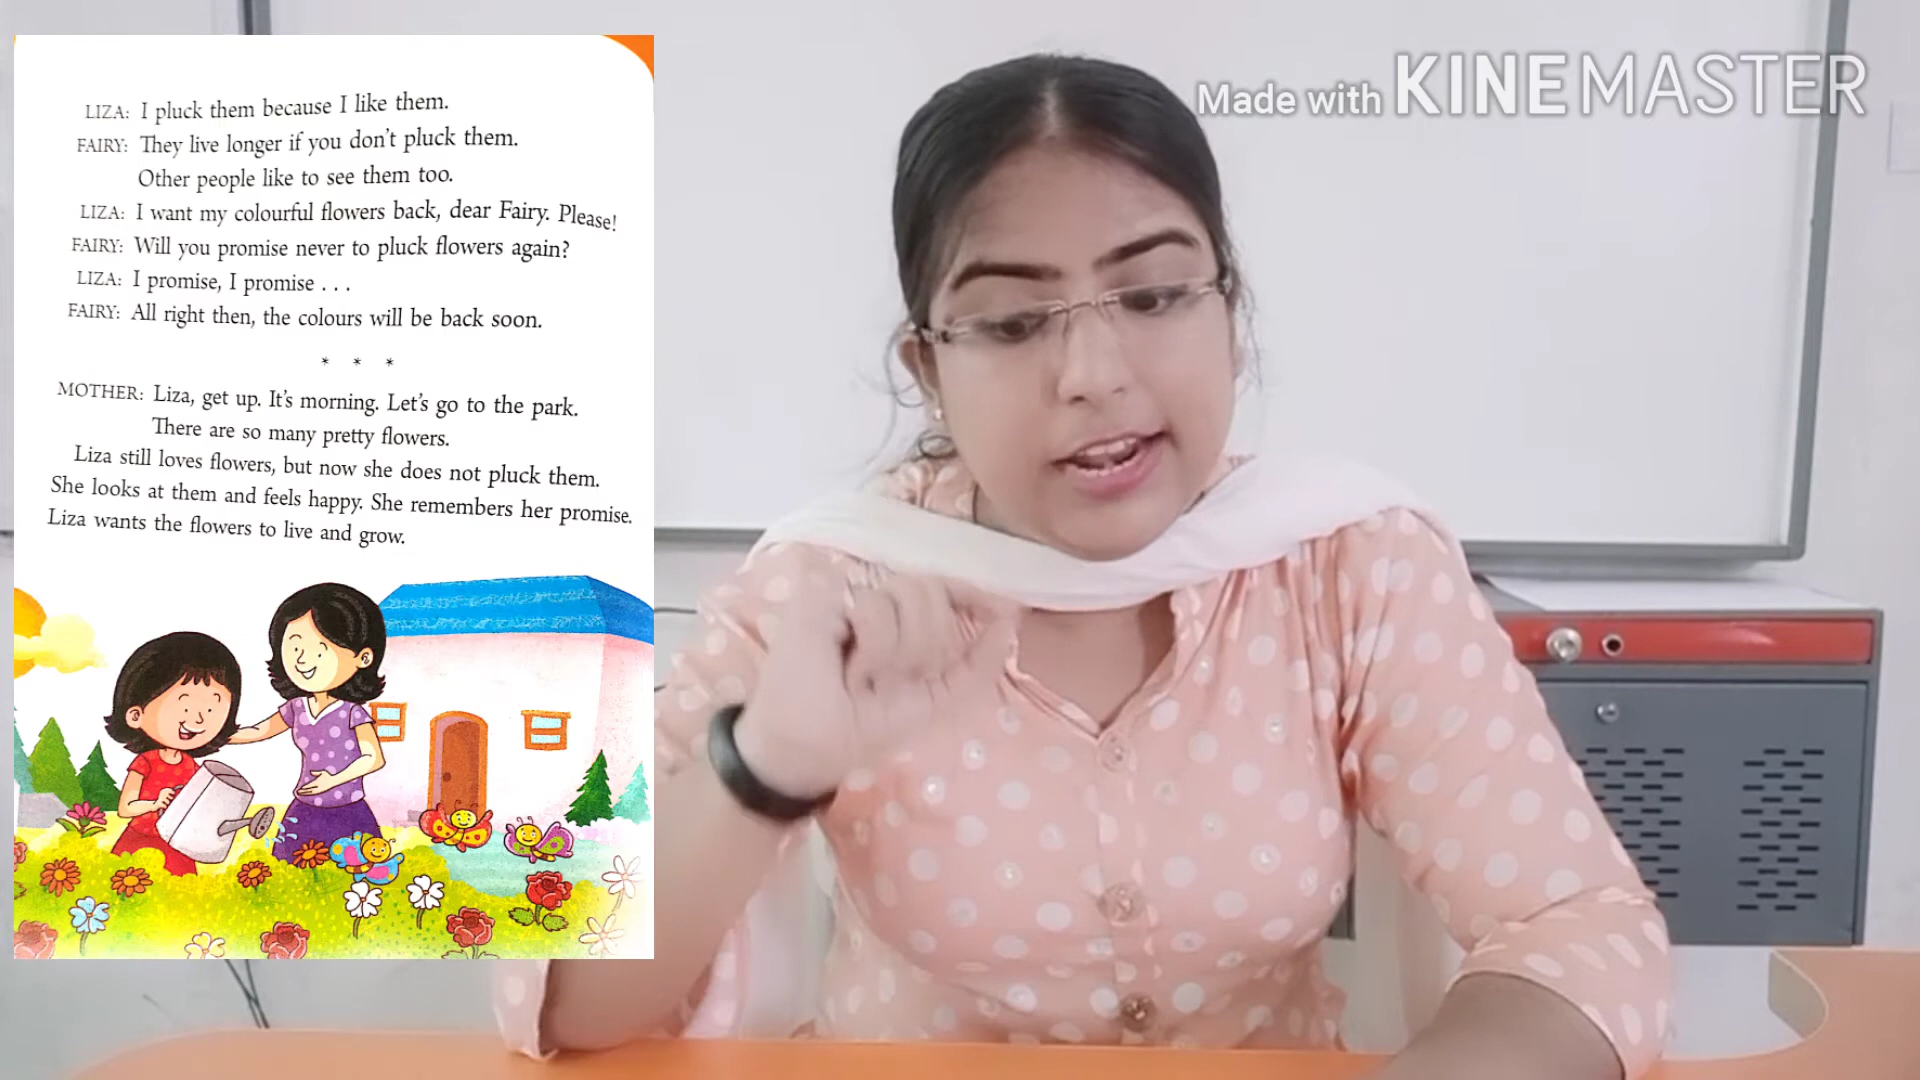 LIZA: I pluck them because I like them.
FAIRY: They live longer if you don't pluck them.
Other people like to see them too.
LIZA: I want my colourful flowers back, dear Fairy. Please!
FAIRY: Will you promise never to pluck flowers again?
LIZA: I promise, I promise . . .
FAIRY: All right then, the colours will be back soon.
* * *
MOTHER: Liza, get up. It's morning. Let's go to the park.
There are so many pretty flowers.
Liza still loves flowers, but now she does not pluck them.
She looks at them and feels happy. She remembers her promise.
Liza wants the flowers to live and grow.
Made with KINEMASTER